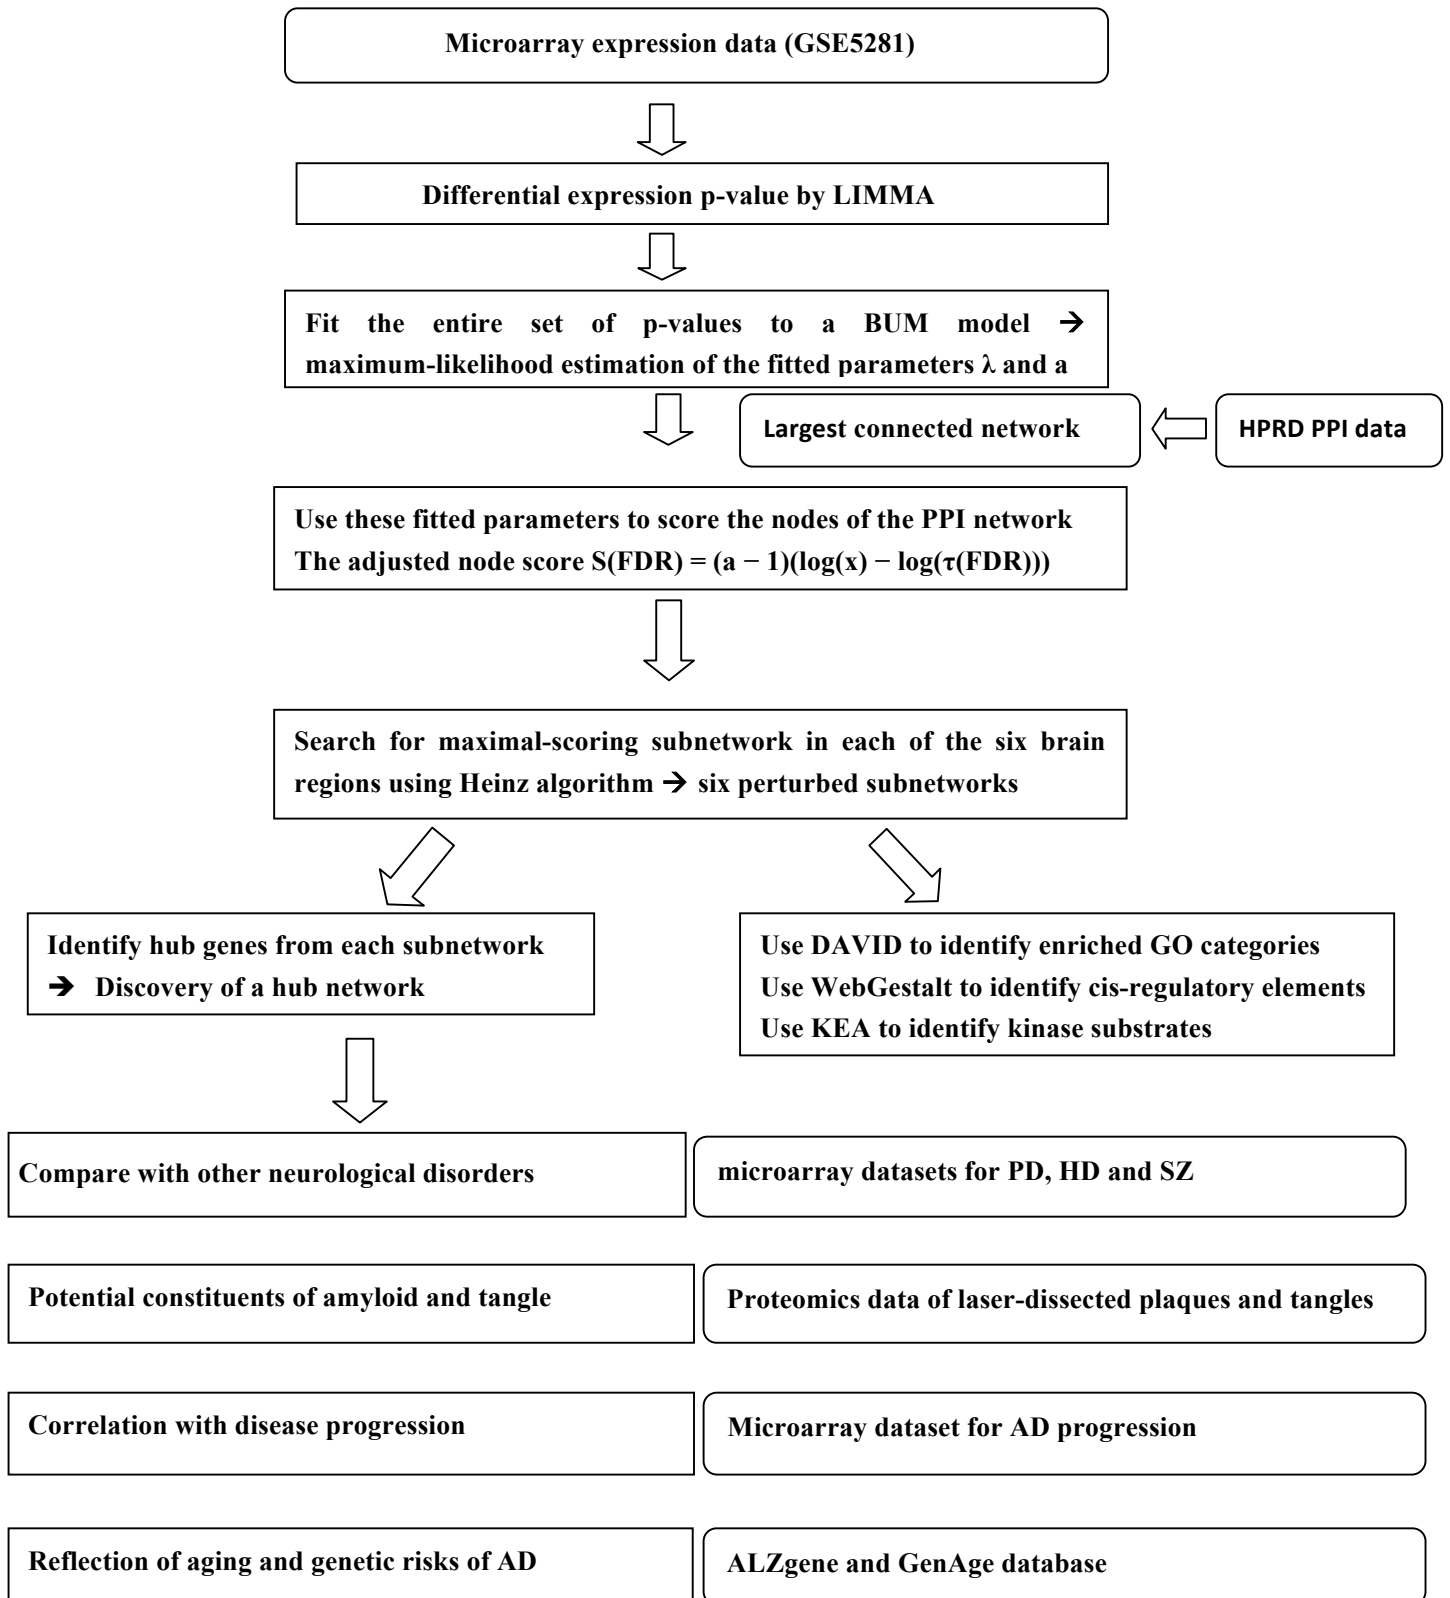 Microarray expression data (GSE5281)
Differential expression p-value by LIMMA
Fit the entire set of p-values to a BUM model →
maximum-likelihood estimation of the fitted parameters λ and a
Largest connected network
HPRD PPI data
Use these fitted parameters to score the nodes of the PPI network
The adjusted node score S(FDR) = (a − 1)(log(x) − log(τ(FDR)))
Search for maximal-scoring subnetwork in each of the six brain
regions using Heinz algorithm → six perturbed subnetworks
Identify hub genes from each subnetwork
→ Discovery of a hub network
Use DAVID to identify enriched GO categories
Use WebGestalt to identify cis-regulatory elements
Use KEA to identify kinase substrates
Compare with other neurological disorders
microarray datasets for PD, HD and SZ
Potential constituents of amyloid and tangle
Proteomics data of laser-dissected plaques and tangles
Correlation with disease progression
Microarray dataset for AD progression
Reflection of aging and genetic risks of AD
ALZgene and GenAge database